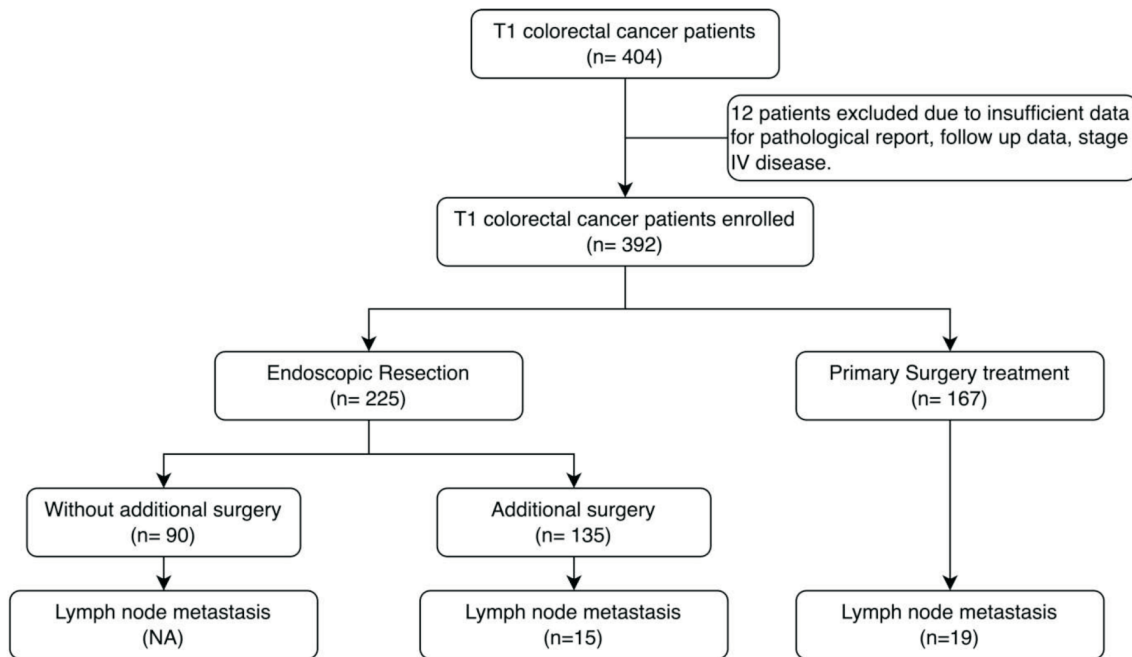 T1 colorectal cancer patients
(n= 404)
12 patients excluded due to insufficient data
for pathological report, follow up data, stage
IV disease.
T1 colorectal cancer patients enrolled
(n= 392)
Endoscopic Resection
(n= 225)
Primary Surgery treatment
(n= 167)
Without additional surgery
(n= 90)
Additional surgery
(n= 135)
Lymph node metastasis
(NA)
Lymph node metastasis
(n=15)
Lymph node metastasis
(n=19)